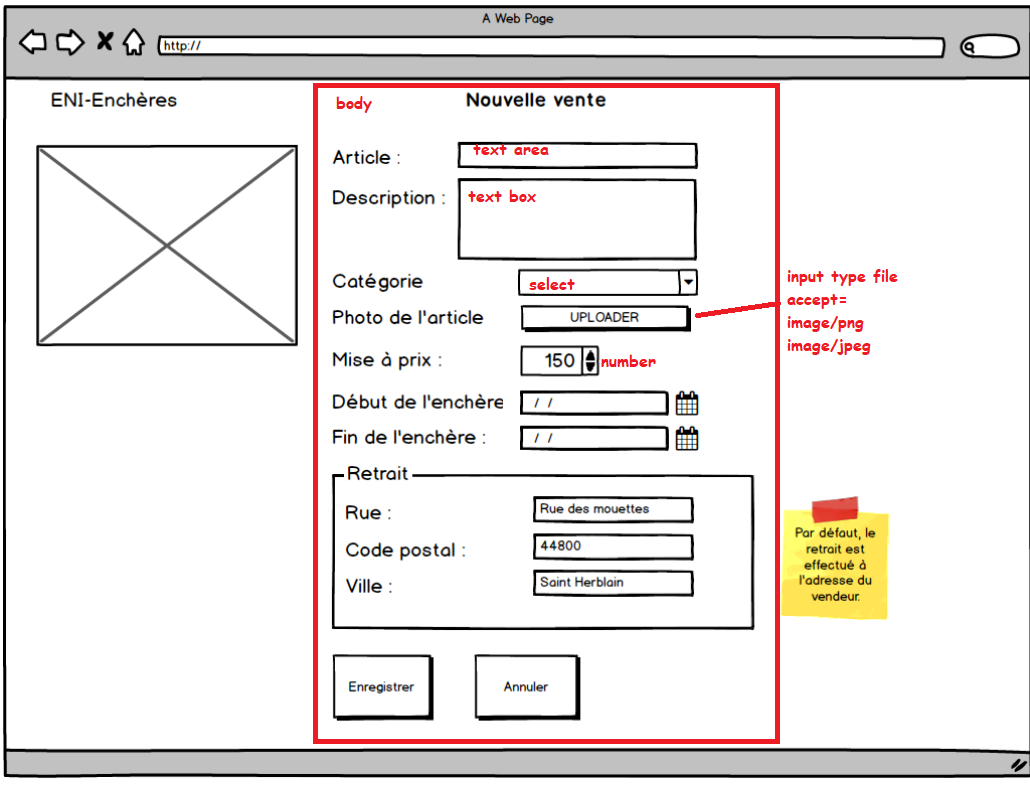 A Web Page
http://
ENI-Enchères
body
Nouvelle vente
Article :
text area
Description :
text box
Catégorie
select
Photo de l'article
UPLOADER
input type file
accept=
image/png
image/jpeg
Mise à prix :
150
number
Début de l'enchère
/ /
Fin de l'enchère :
/ /
Retrait
Rue :
Rue des mouettes
Code postal :
44800
Ville :
Saint Herblain
Par défaut, le
retrait est
effectué à
l'adresse du
vendeur.
Enregistrer
Annuler